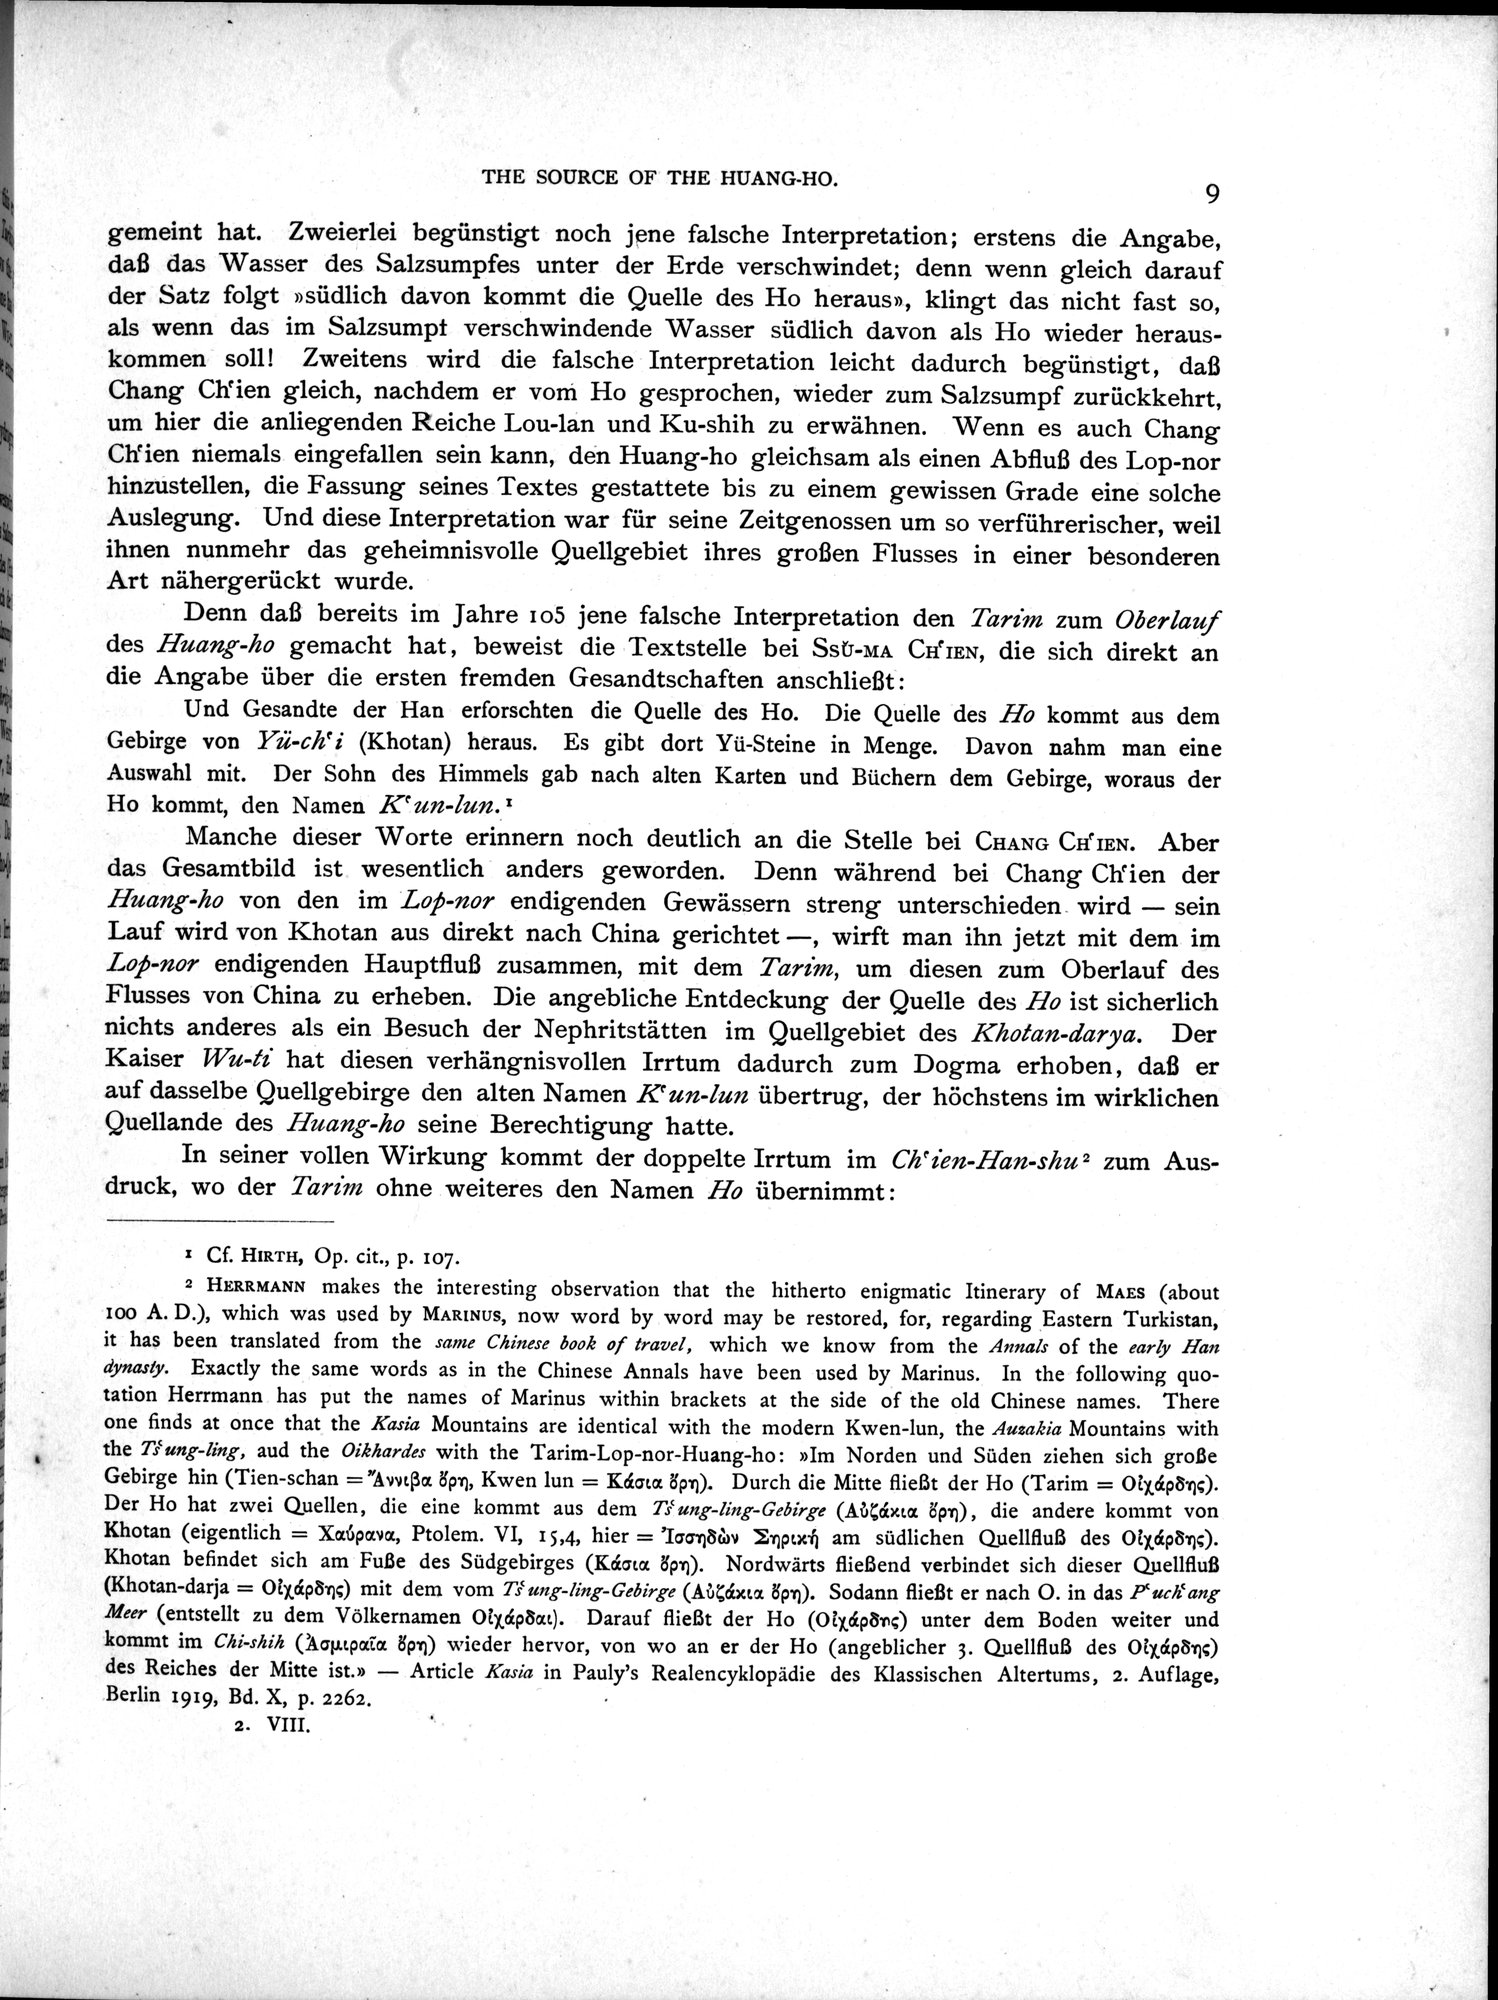 THE SOURCE OF THE HUANG-HO.
9
gemeint hat. Zweierlei begünstigt noch jene falsche Interpretation; erstens die Angabe,
daß das Wasser des Salzsumpfes unter der Erde verschwindet; denn wenn gleich darauf
der Satz folgt »südlich davon kommt die Quelle des Ho heraus», klingt das nicht fast so,
als wenn das im Salzsumpf verschwindende Wasser südlich davon als Ho wieder heraus-
kommen soll! Zweitens wird die falsche Interpretation leicht dadurch begünstigt, daß
Chang Chʻien gleich, nachdem er vom Ho gesprochen, wieder zum Salzsumpf zurückkehrt,
um hier die anliegenden Reiche Lou-lan und Ku-shih zu erwähnen. Wenn es auch Chang
Chʻien niemals eingefallen sein kann, den Huang-ho gleichsam als einen Abfluß des Lop-nor
hinzustellen, die Fassung seines Textes gestattete bis zu einem gewissen Grade eine solche
Auslegung. Und diese Interpretation war für seine Zeitgenossen um so verführerischer, weil
ihnen nunmehr das geheimnisvolle Quellgebiet ihres großen Flusses in einer besonderen
Art nähergerückt wurde.
Denn daß bereits im Jahre 105 jene falsche Interpretation den Tarim zum Oberlauf
des Huang-ho gemacht hat, beweist die Textstelle bei SSŬ-MA CHʻIEN, die sich direkt an
die Angabe über die ersten fremden Gesandtschaften anschließt:
Und Gesandte der Han erforschten die Quelle des Ho. Die Quelle des Ho kommt aus dem
Gebirge von Yü-chʻi (Khotan) heraus. Es gibt dort Yü-Steine in Menge. Davon nahm man eine
Auswahl mit. Der Sohn des Himmels gab nach alten Karten und Büchern dem Gebirge, woraus der
Ho kommt, den Namen Kʻun-lun.¹
Manche dieser Worte erinnern noch deutlich an die Stelle bei CHANG CHʻIEN. Aber
das Gesamtbild ist wesentlich anders geworden. Denn während bei Chang Chʻien der
Huang-ho von den im Lop-nor endigenden Gewässern streng unterschieden wird — sein
Lauf wird von Khotan aus direkt nach China gerichtet —, wirft man ihn jetzt mit dem im
Lop-nor endigenden Hauptfluß zusammen, mit dem Tarim, um diesen zum Oberlauf des
Flusses von China zu erheben. Die angebliche Entdeckung der Quelle des Ho ist sicherlich
nichts anderes als ein Besuch der Nephritstätten im Quellgebiet des Khotan-darya. Der
Kaiser Wu-ti hat diesen verhängnisvollen Irrtum dadurch zum Dogma erhoben, daß er
auf dasselbe Quellgebirge den alten Namen Kʻun-lun übertrug, der höchstens im wirklichen
Quellande des Huang-ho seine Berechtigung hatte.
In seiner vollen Wirkung kommt der doppelte Irrtum im Chʻien-Han-shu² zum Aus-
druck, wo der Tarim ohne weiteres den Namen Ho übernimmt:
¹ Cf. HIRTH, Op. cit., p. 107.
² HERRMANN makes the interesting observation that the hitherto enigmatic Itinerary of MAES (about
100 A. D.), which was used by MARINUS, now word by word may be restored, for, regarding Eastern Turkistan,
it has been translated from the same Chinese book of travel, which we know from the Annals of the early Han
dynasty. Exactly the same words as in the Chinese Annals have been used by Marinus. In the following quo-
tation Herrmann has put the names of Marinus within brackets at the side of the old Chinese names. There
one finds at once that the Kasia Mountains are identical with the modern Kwen-lun, the Auzakia Mountains with
the Tsʻung-ling, aud the Oikhardes with the Tarim-Lop-nor-Huang-ho: »Im Norden und Süden ziehen sich große
Gebirge hin (Tien-schan = Ἄννιβα ὄρη, Kwen lun = Κάσια ὄρη). Durch die Mitte fließt der Ho (Tarim = Οἰχάρδης).
Der Ho hat zwei Quellen, die eine kommt aus dem Tsʻung-ling-Gebirge (Αὐζάκια ὄρη), die andere kommt von
Khotan (eigentlich = Χαύρανα, Ptolem. VI, 15,4, hier = Ἰσσηδὼν Σηρική am südlichen Quellfluß des Οἰχάρδης).
Khotan befindet sich am Fuße des Südgebirges (Κάσια ὄρη). Nordwärts fließend verbindet sich dieser Quellfluß
(Khotan-darja = Οἰχάρδης) mit dem vom Tsʻung-ling-Gebirge (Αὐζάκια ὄρη). Sodann fließt er nach O. in das Pʻuchʻang
Meer (entstellt zu dem Völkernamen Οἰχάρδαι). Darauf fließt der Ho (Οἰχάρδης) unter dem Boden weiter und
kommt im Chi-shih (Ἀσμιραῖα ὄρη) wieder hervor, von wo an er der Ho (angeblicher 3. Quellfluß des Οἰχάρδης)
des Reiches der Mitte ist.» — Article Kasia in Pauly's Realencyklopädie des Klassischen Altertums, 2. Auflage,
Berlin 1919, Bd. X, p. 2262.
2. VIII.